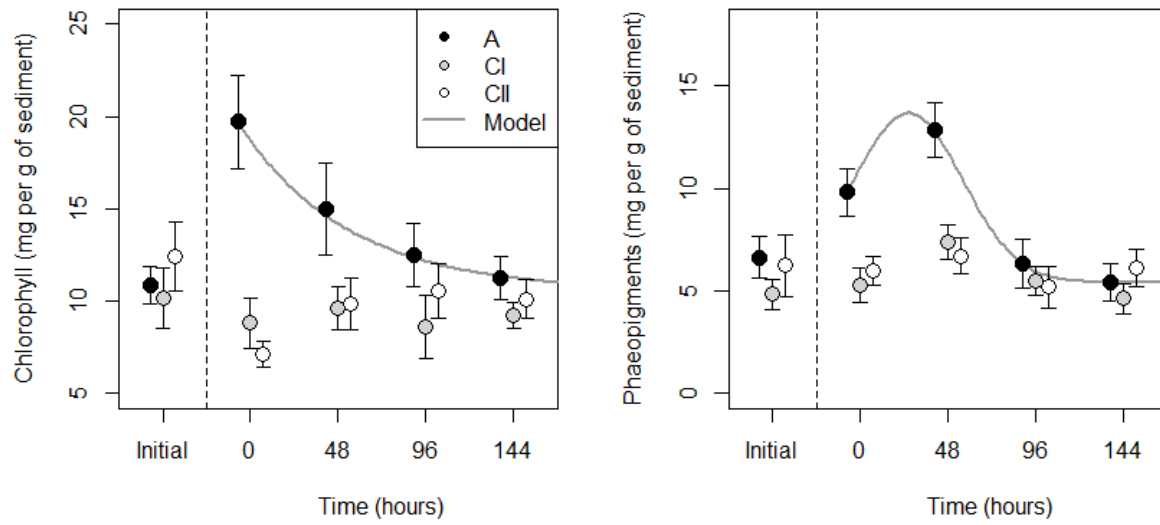 Chlorophyll (mg per g of sediment)
25
20
15
10
5
A
CI
CII
Model
Initial 0 48 96 144
Time (hours)
Phaeopigments (mg per g of sediment)
15
10
5
0
Initial 0 48 96 144
Time (hours)